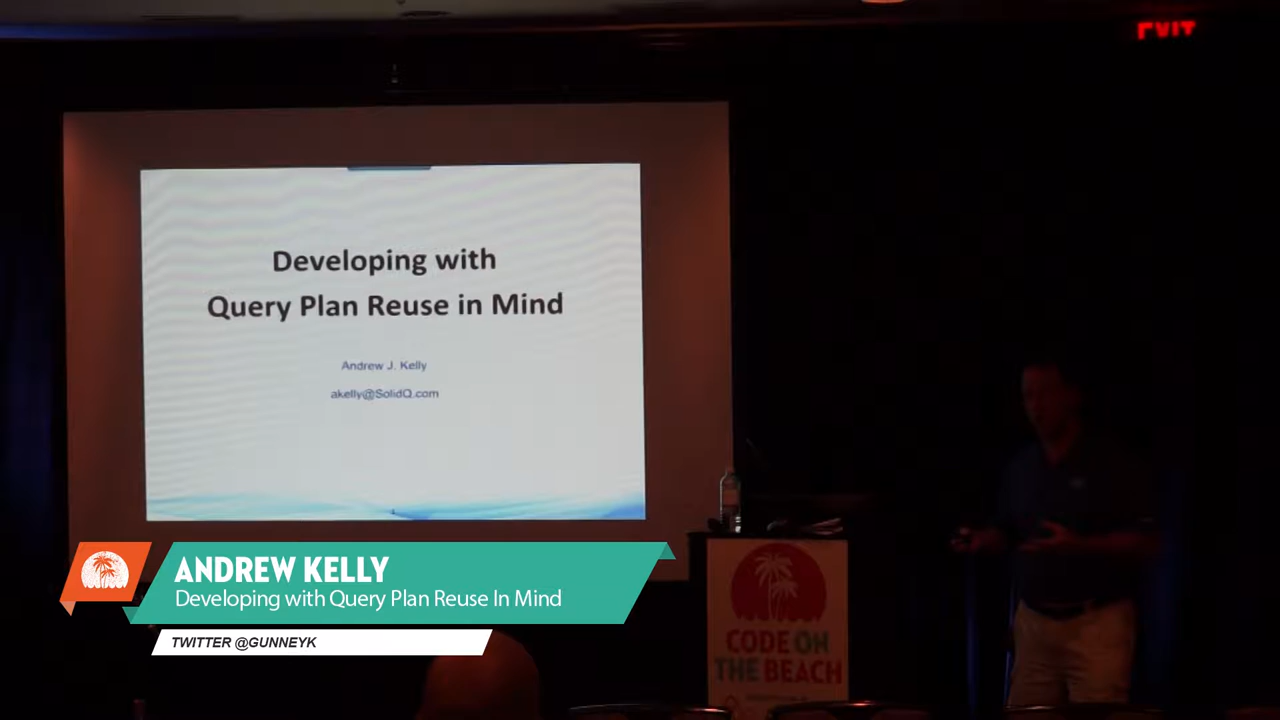 EXIT
Developing with
Query Plan Reuse in Mind
Andrew J. Kelly
akelly@SolidQ.com
ANDREW KELLY
Developing with Query Plan Reuse In Mind
TWITTER @GUNNEYK
CODE ON
THE BEACH